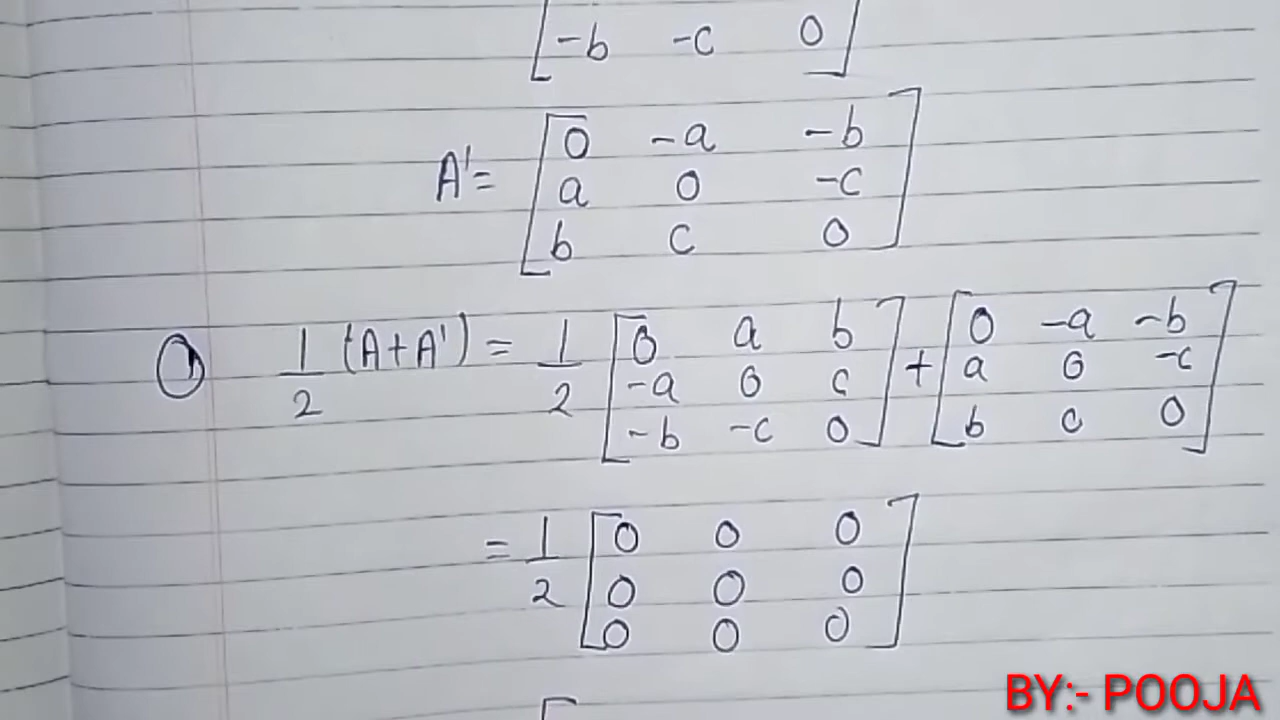 -b -c 0
A' = [0 -a -b
a 0 -c
b c 0]
① 1/2 (A+A') = 1/2 [0 a b
-a 0 c
-b -c 0] + [0 -a -b
a 0 -c
b c 0]
= 1/2 [0 0 0
0 0 0
0 0 0]
BY:- POOJA